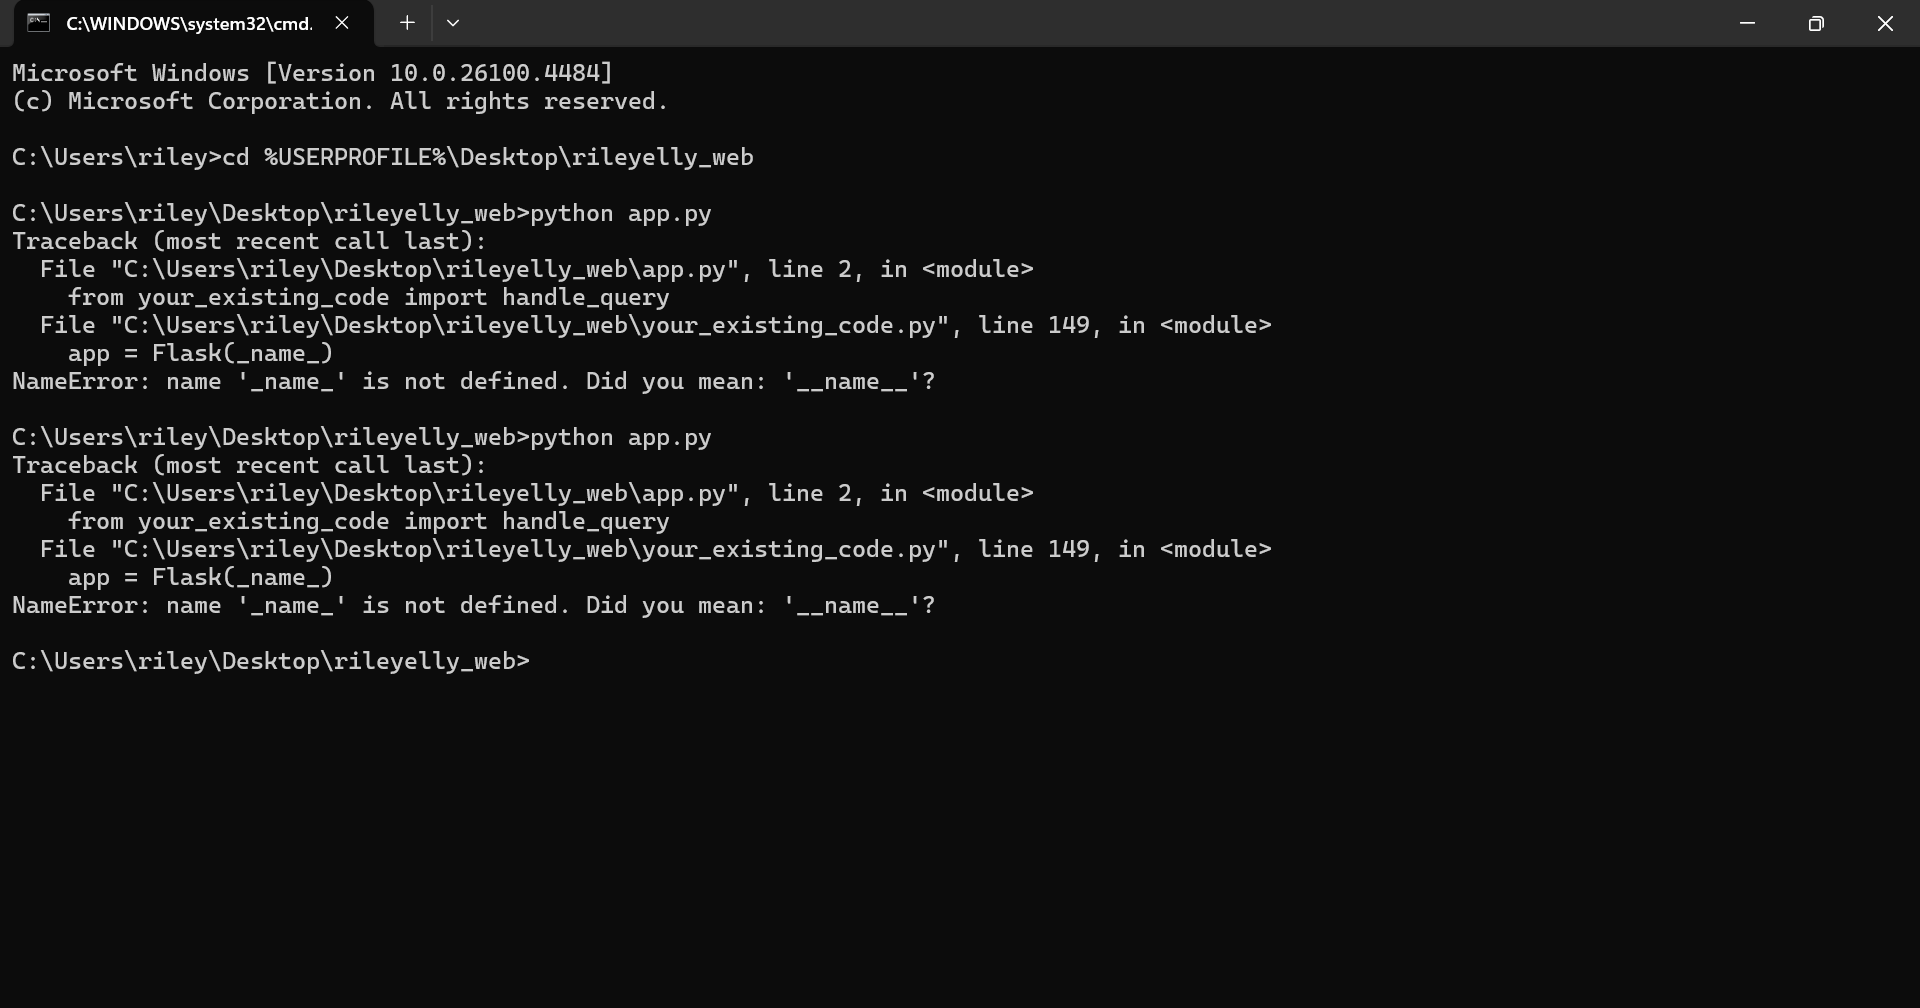 C:\WINDOWS\system32\cmd.
Microsoft Windows [Version 10.0.26100.4484]
(c) Microsoft Corporation. All rights reserved.
C:\Users\riley>cd %USERPROFILE%\Desktop\rileyelly_web
C:\Users\riley\Desktop\rileyelly_web>python app.py
Traceback (most recent call last):
  File "C:\Users\riley\Desktop\rileyelly_web\app.py", line 2, in <module>
    from your_existing_code import handle_query
  File "C:\Users\riley\Desktop\rileyelly_web\your_existing_code.py", line 149, in <module>
    app = Flask(_name_)
NameError: name '_name_' is not defined. Did you mean: '__name__'?
C:\Users\riley\Desktop\rileyelly_web>python app.py
Traceback (most recent call last):
  File "C:\Users\riley\Desktop\rileyelly_web\app.py", line 2, in <module>
    from your_existing_code import handle_query
  File "C:\Users\riley\Desktop\rileyelly_web\your_existing_code.py", line 149, in <module>
    app = Flask(_name_)
NameError: name '_name_' is not defined. Did you mean: '__name__'?
C:\Users\riley\Desktop\rileyelly_web>